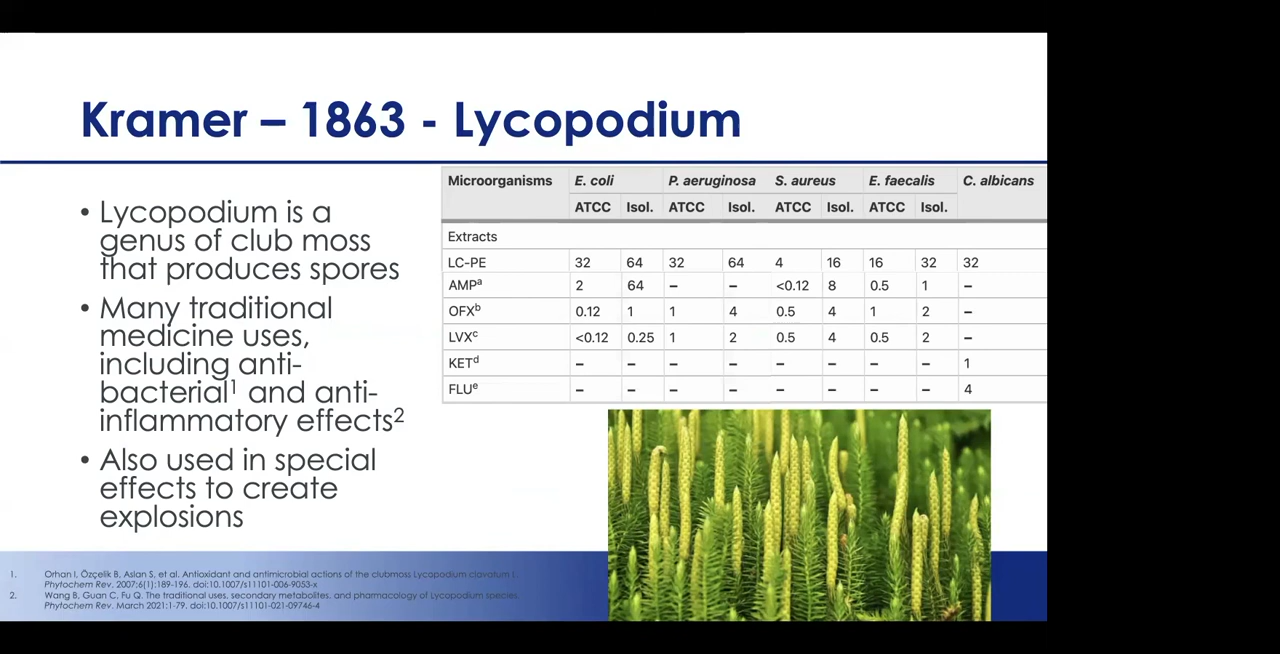 Kramer – 1863 - Lycopodium
• Lycopodium is a
genus of club moss
that produces spores
• Many traditional
medicine uses,
including anti-
bacterial¹ and anti-
inflammatory effects²
• Also used in special
effects to create
explosions
Microorganisms E. coli P. aeruginosa S. aureus E. faecalis C. albicans
ATCC Isol. ATCC Isol. ATCC Isol. ATCC Isol.
Extracts
LC-PE 32 64 32 64 4 16 16 32 32
AMPᵃ 2 64 – – <0.12 8 0.5 1 –
OFXᵇ 0.12 1 1 4 0.5 4 1 2 –
LVXᶜ <0.12 0.25 1 2 0.5 4 0.5 2 –
KETᵈ – – – – – – – – 1
FLUᵉ – – – – – – – – 4
1. Orhan I, Özçelik B, Aslan S, et al. Antioxidant and antimicrobial actions of the clubmoss Lycopodium clavatum L.
Phytochem Rev. 2007;6(1):189-196. doi:10.1007/s11101-006-9053-x
2. Wang B, Guan C, Fu Q. The traditional uses, secondary metabolites, and pharmacology of Lycopodium species.
Phytochem Rev. March 2021:1-79. doi:10.1007/s11101-021-09746-4